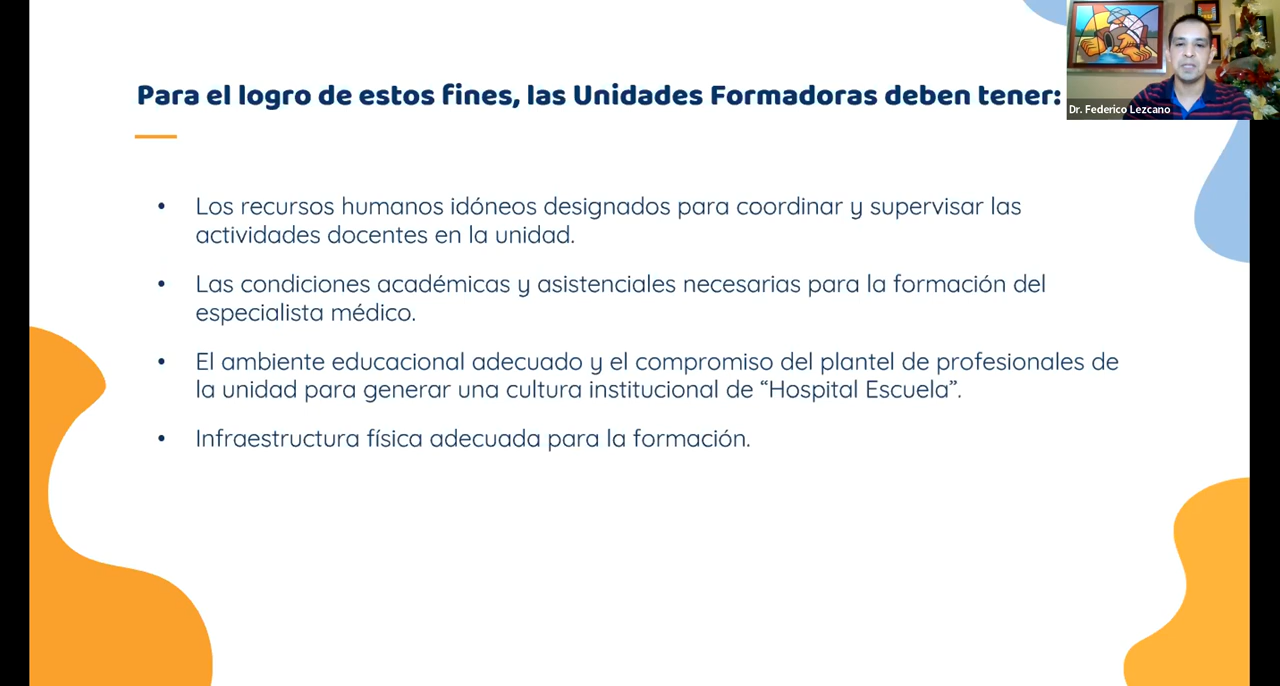 Para el logro de estos fines, las Unidades Formadoras deben tener:
Dr. Federico Lezcano
• Los recursos humanos idóneos designados para coordinar y supervisar las
actividades docentes en la unidad.
• Las condiciones académicas y asistenciales necesarias para la formación del
especialista médico.
• El ambiente educacional adecuado y el compromiso del plantel de profesionales de
la unidad para generar una cultura institucional de “Hospital Escuela”.
• Infraestructura física adecuada para la formación.